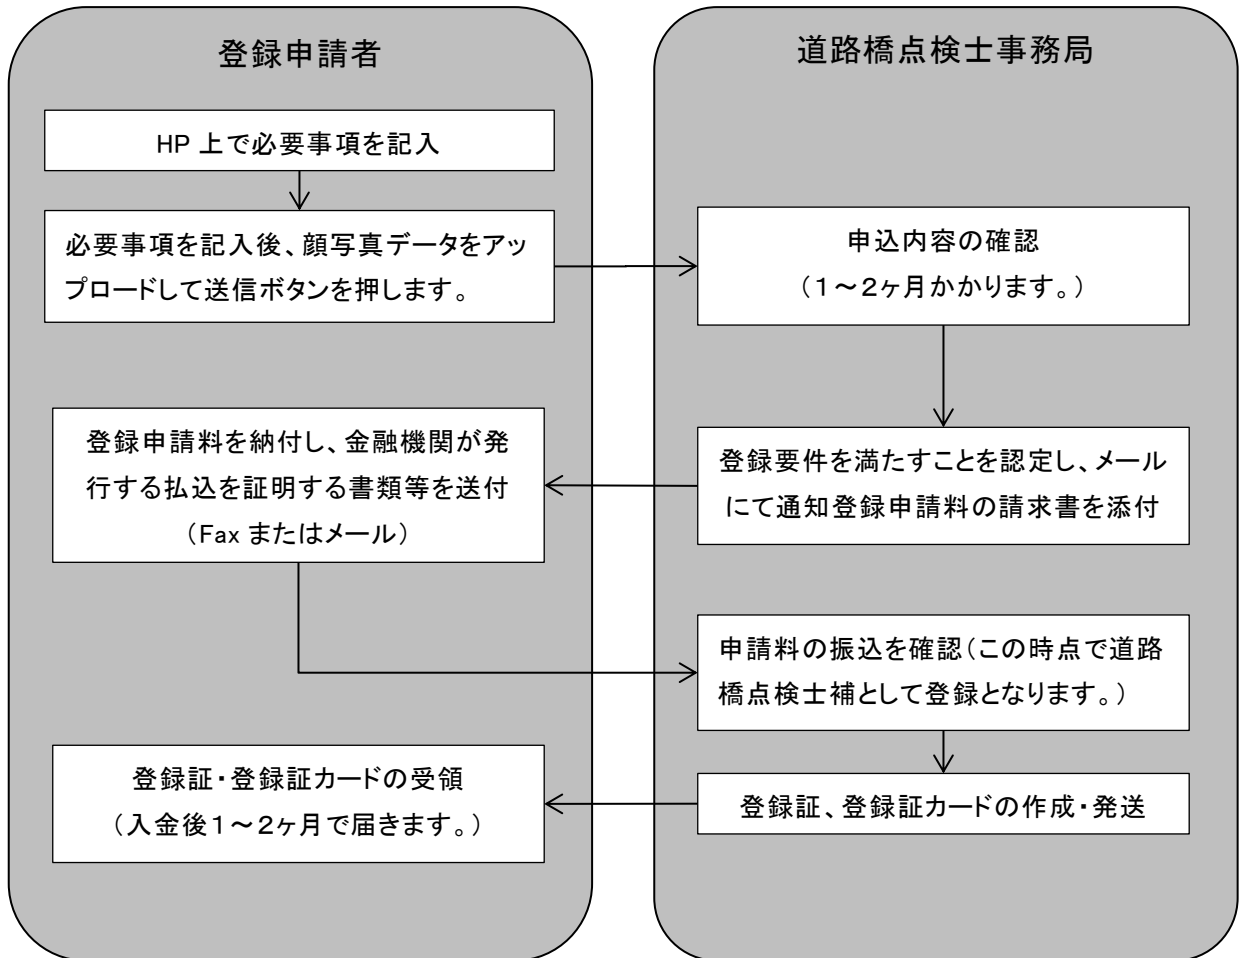 登録申請者
道路橋点検士事務局
HP 上で必要事項を記入
必要事項を記入後、顔写真データをアッ
プロードして送信ボタンを押します。
申込内容の確認
（１～２ヶ月かかります。）
登録要件を満たすことを認定し、メール
にて通知登録申請料の請求書を添付
登録申請料を納付し、金融機関が発
行する払込を証明する書類等を送付
（Fax またはメール）
申請料の振込を確認（この時点で道路
橋点検士補として登録となります。）
登録証、登録証カードの作成・発送
登録証・登録証カードの受領
（入金後１～２ヶ月で届きます。）